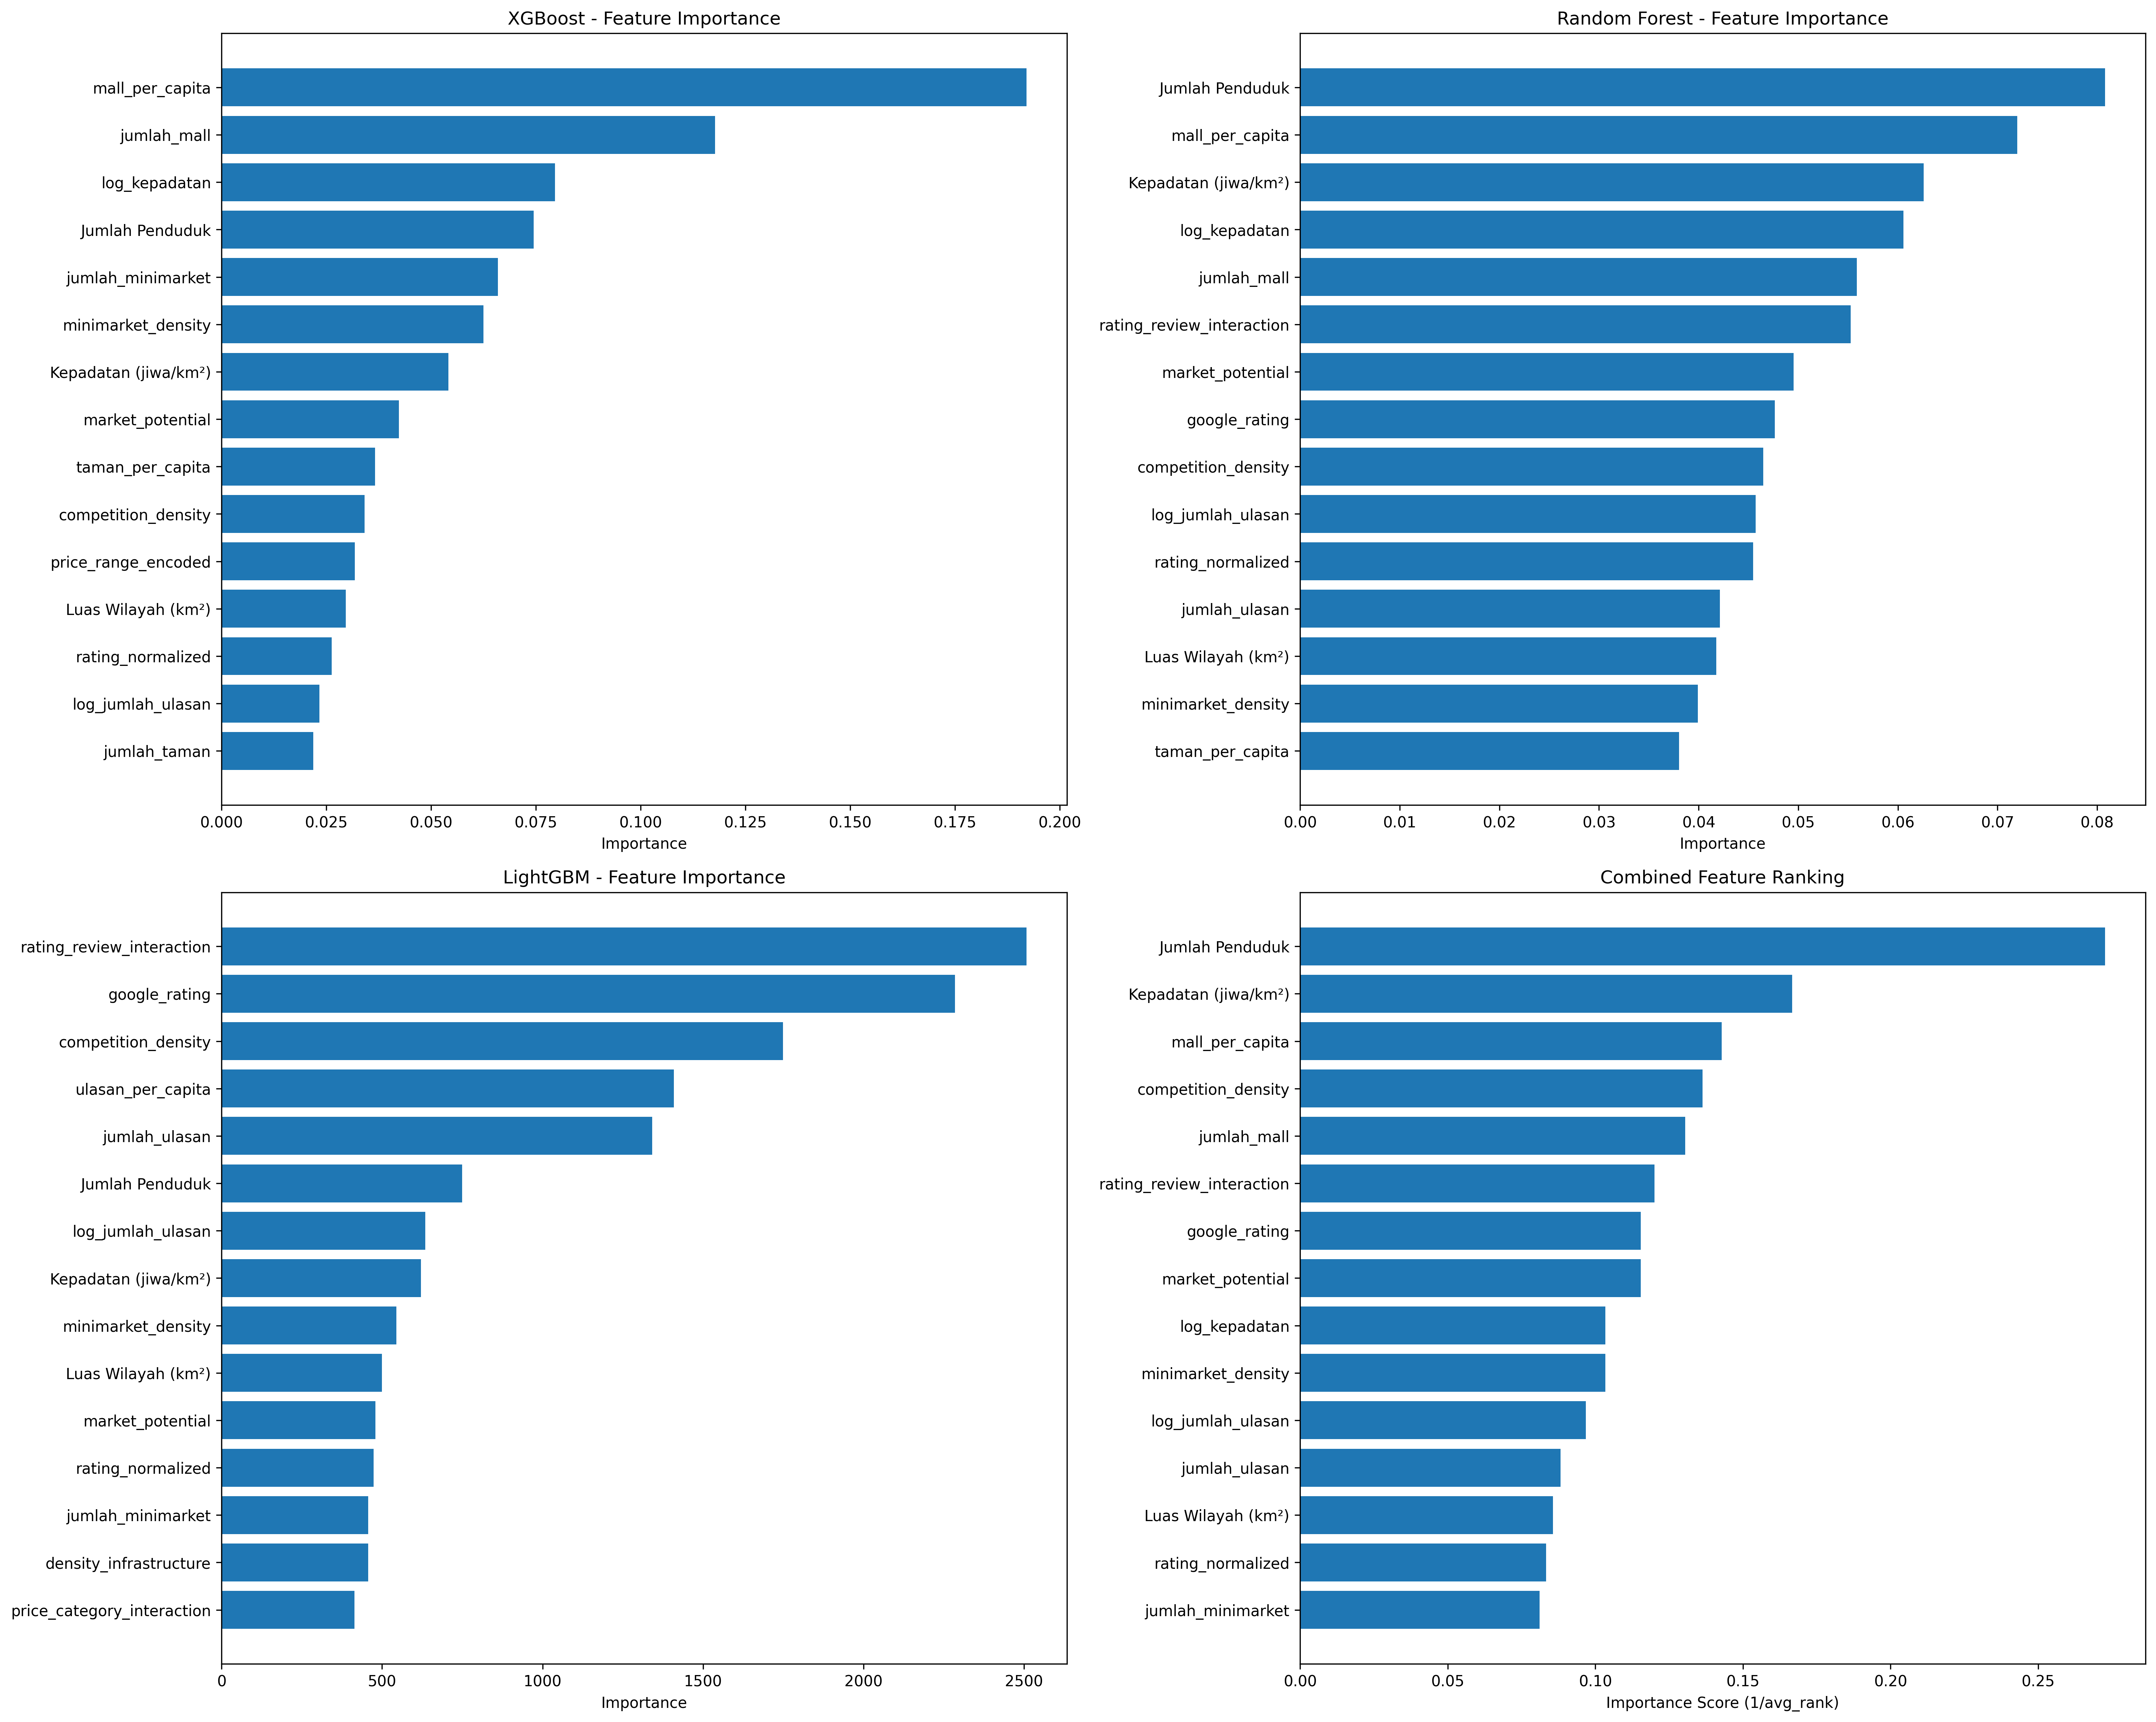 XGBoost - Feature Importance
mall_per_capita
jumlah_mall
log_kepadatan
Jumlah Penduduk
jumlah_minimarket
minimarket_density
Kepadatan (jiwa/km²)
market_potential
taman_per_capita
competition_density
price_range_encoded
Luas Wilayah (km²)
rating_normalized
log_jumlah_ulasan
jumlah_taman
0.000 0.025 0.050 0.075 0.100 0.125 0.150 0.175 0.200
Importance
Random Forest - Feature Importance
Jumlah Penduduk
mall_per_capita
Kepadatan (jiwa/km²)
log_kepadatan
jumlah_mall
rating_review_interaction
market_potential
google_rating
competition_density
log_jumlah_ulasan
rating_normalized
jumlah_ulasan
Luas Wilayah (km²)
minimarket_density
taman_per_capita
0.00 0.01 0.02 0.03 0.04 0.05 0.06 0.07 0.08
Importance
LightGBM - Feature Importance
rating_review_interaction
google_rating
competition_density
ulasan_per_capita
jumlah_ulasan
Jumlah Penduduk
log_jumlah_ulasan
Kepadatan (jiwa/km²)
minimarket_density
Luas Wilayah (km²)
market_potential
rating_normalized
jumlah_minimarket
density_infrastructure
price_category_interaction
0 500 1000 1500 2000 2500
Importance
Combined Feature Ranking
Jumlah Penduduk
Kepadatan (jiwa/km²)
mall_per_capita
competition_density
jumlah_mall
rating_review_interaction
google_rating
market_potential
log_kepadatan
minimarket_density
log_jumlah_ulasan
jumlah_ulasan
Luas Wilayah (km²)
rating_normalized
jumlah_minimarket
0.00 0.05 0.10 0.15 0.20 0.25
Importance Score (1/avg_rank)